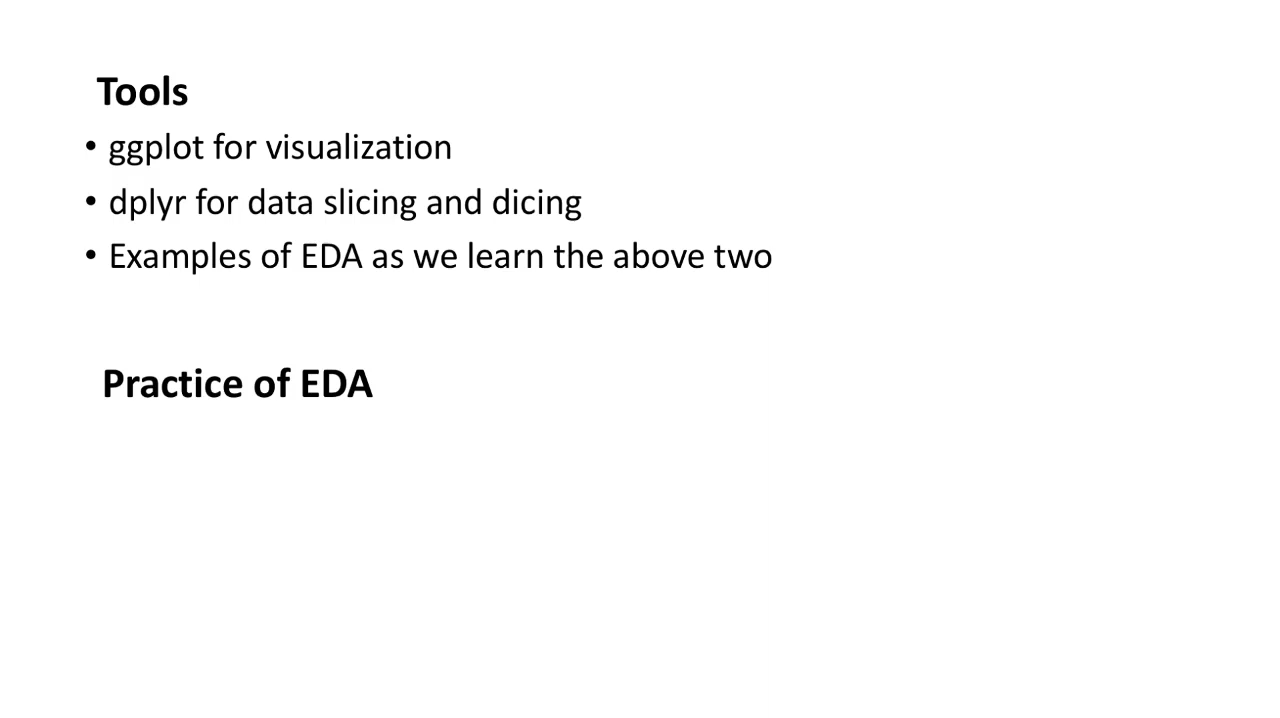 Tools
• ggplot for visualization
• dplyr for data slicing and dicing
• Examples of EDA as we learn the above two
Practice of EDA